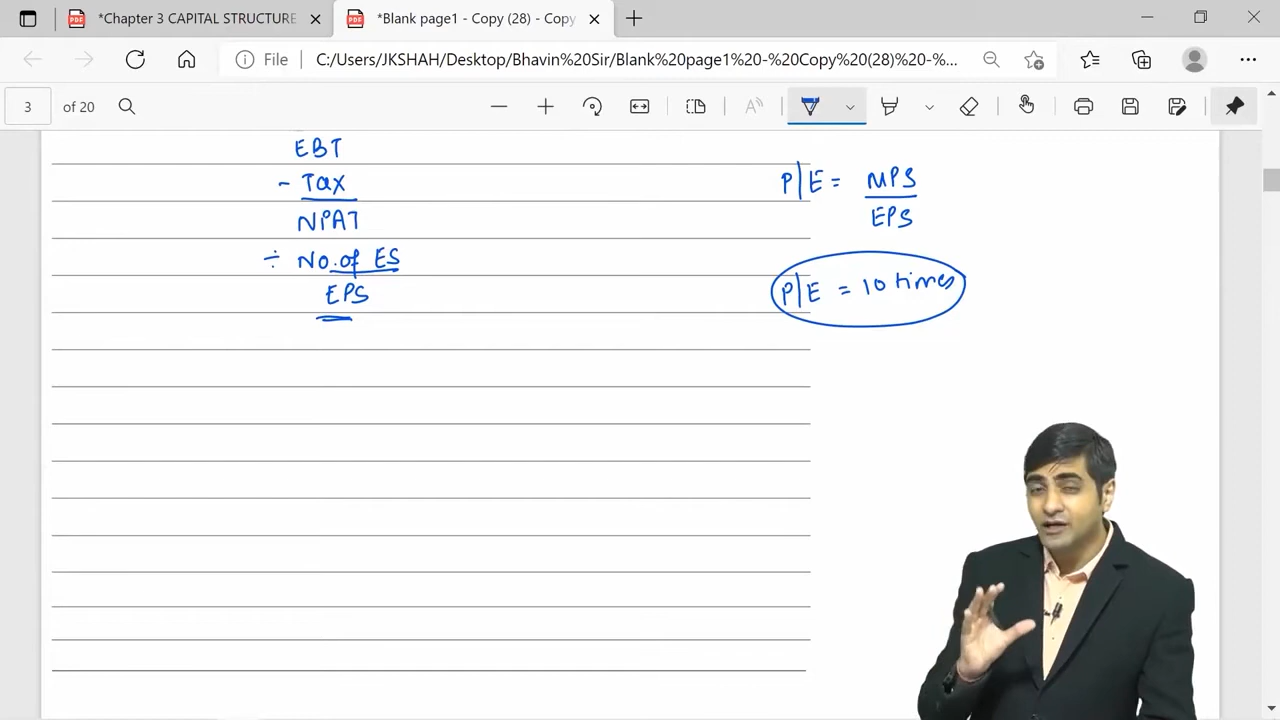 *Chapter 3 CAPITAL STRUCTURE
*Blank page1 - Copy (28) - Copy
File
C:/Users/JKSHAH/Desktop/Bhavin%20Sir/Blank%20page1%20-%20Copy%20(28)%20-%...
3 of 20
EBT
- Tax
NPAT
÷ No. of ES
EPS
P/E = MPS
EPS
P/E = 10 times